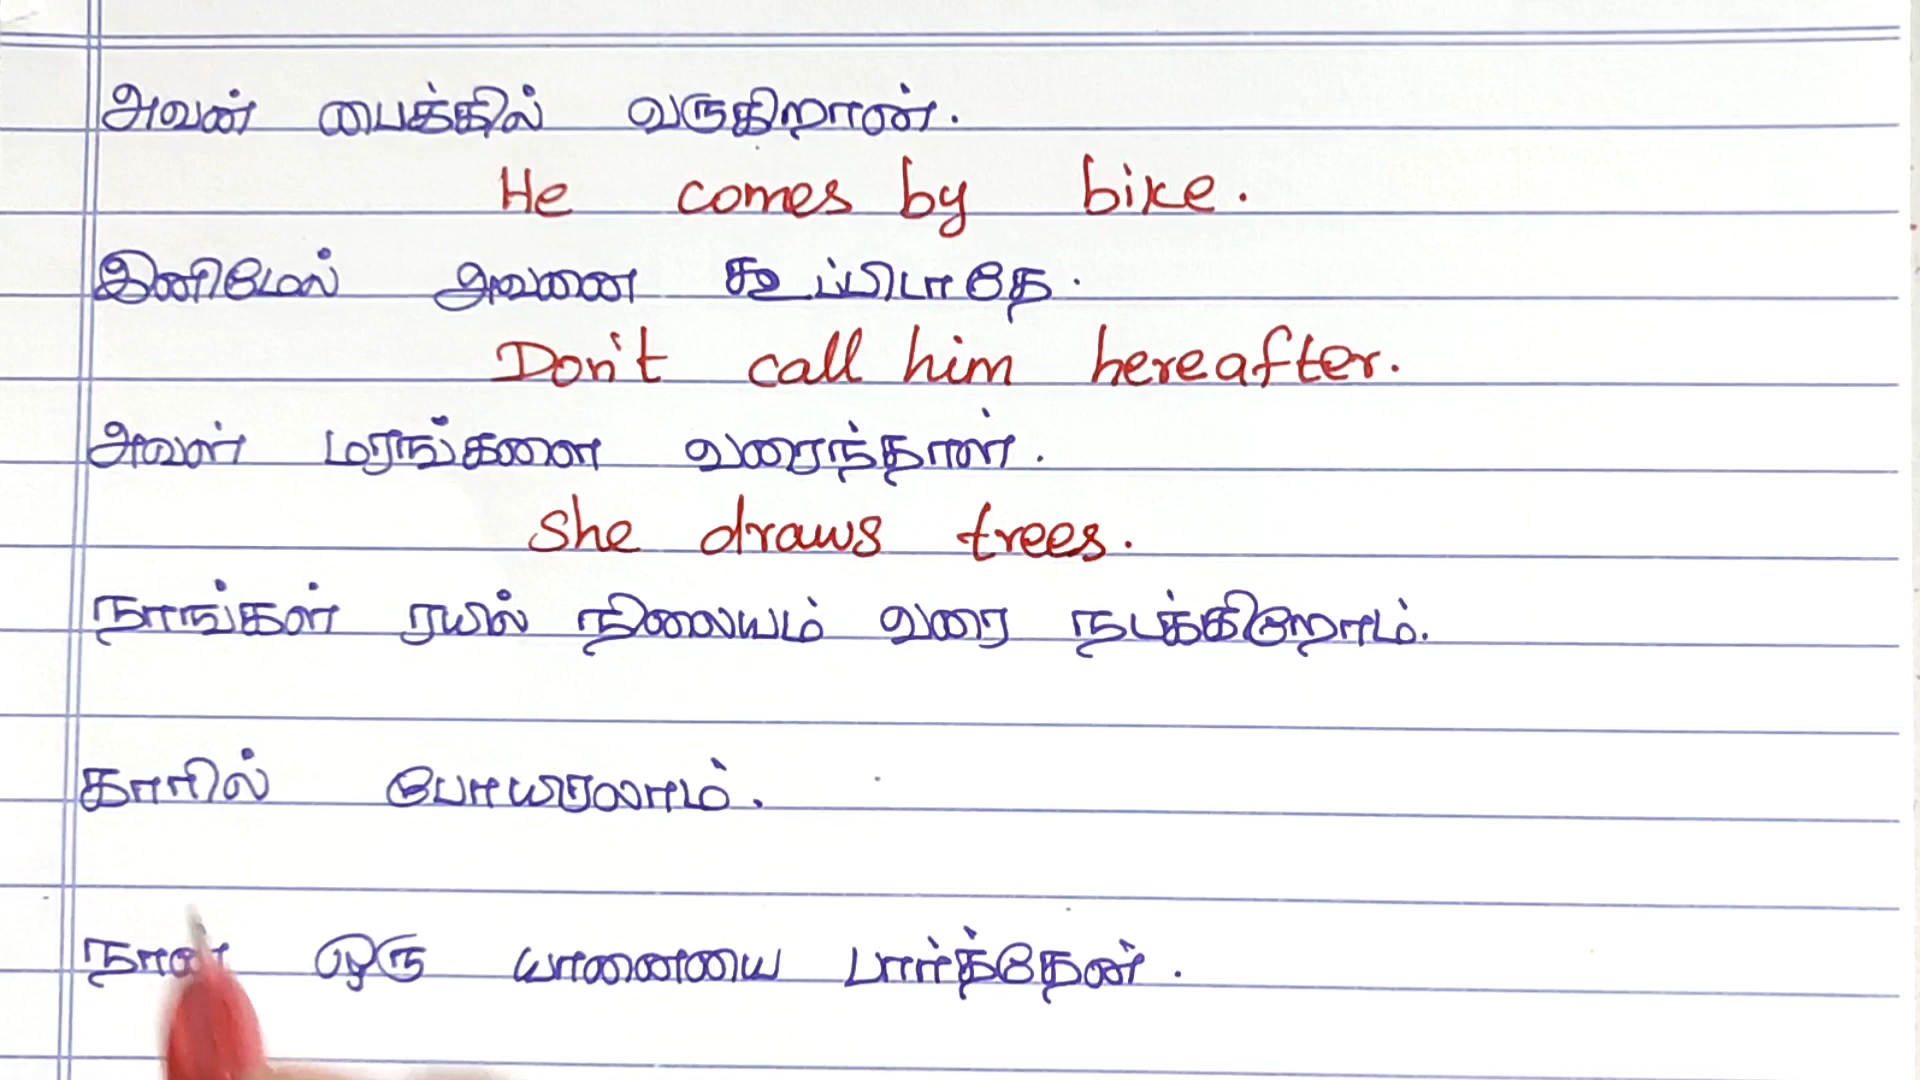 அவன் பைக்கில் வருகிறான்.
He comes by bike.
இனிமேல் அவனை கூப்பிடாதே.
Don't call him hereafter.
அவள் மரங்களை வரைந்தாள்.
She draws trees.
நாங்கள் ரயில் நிலையம் வரை நடக்கிறோம்.
காரில் போயிரலாம்.
நான் ஒரு யானையை பார்த்தேன்.